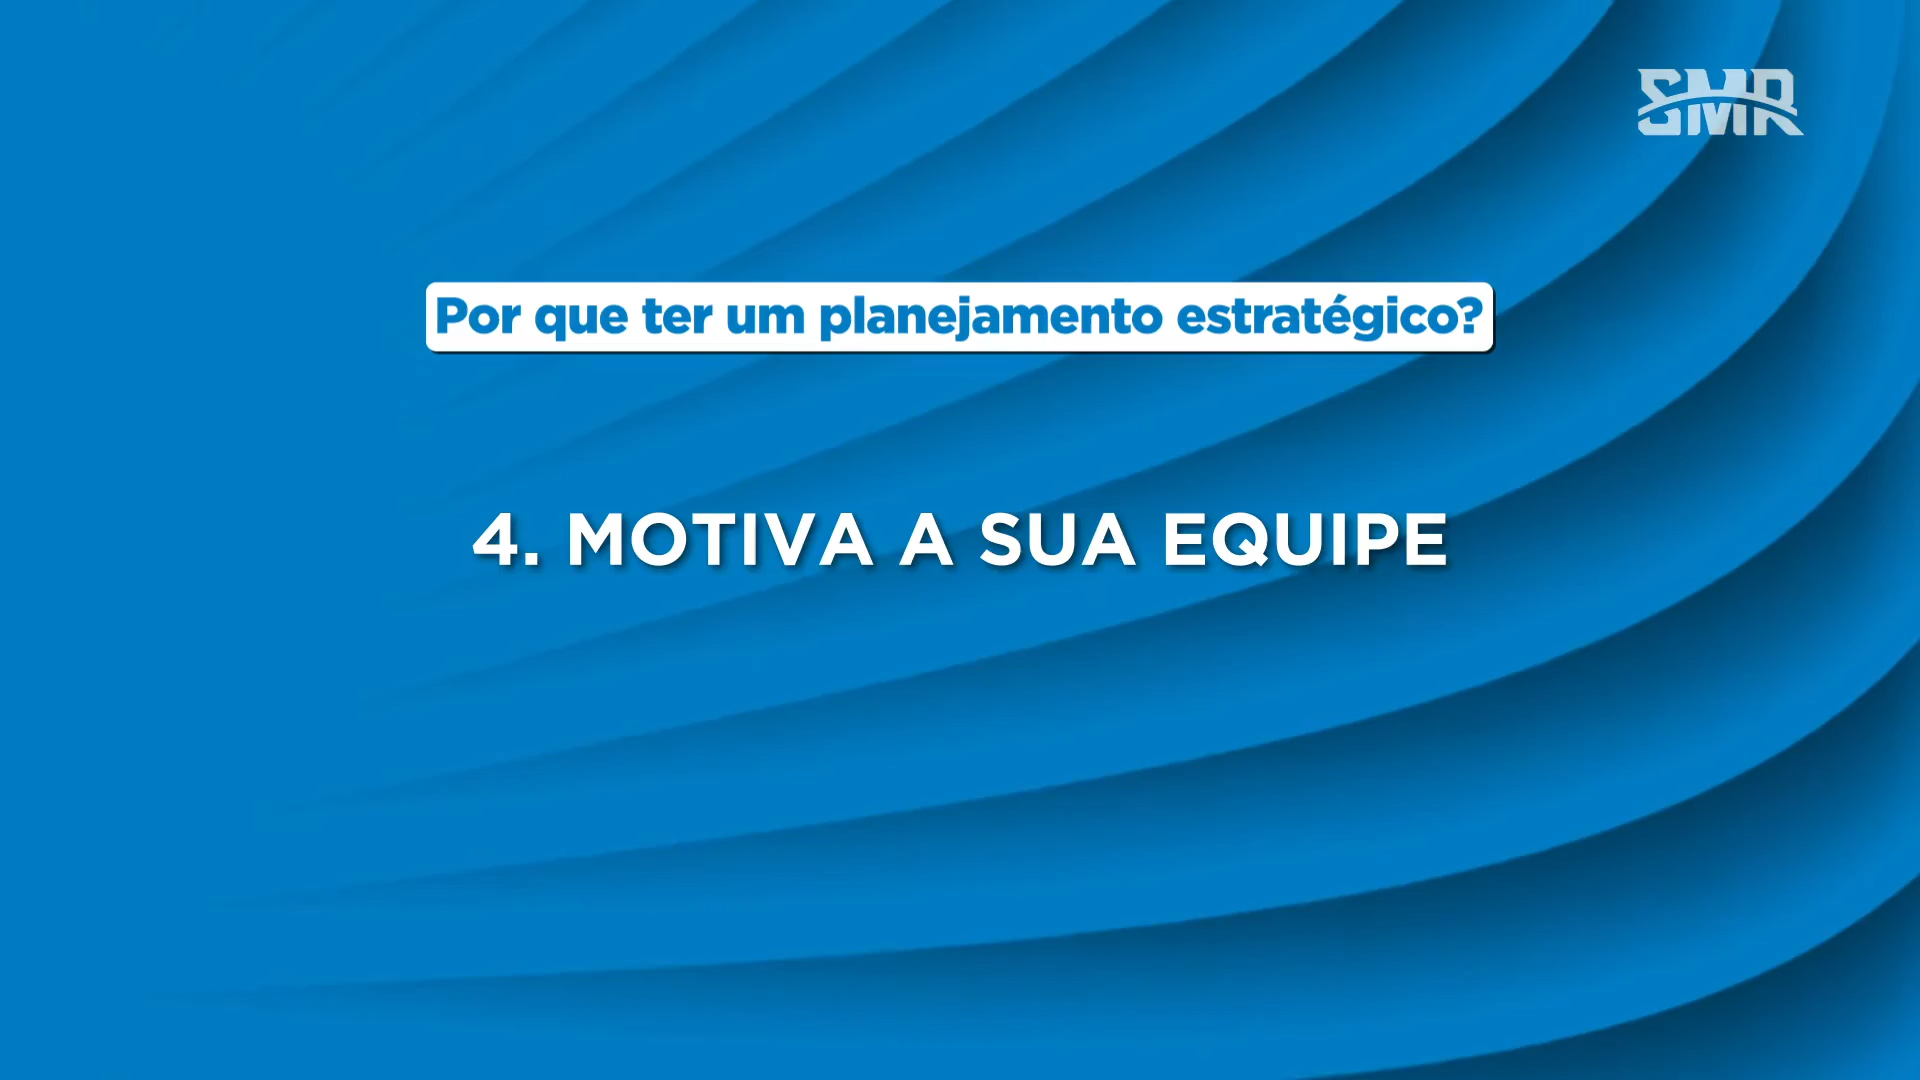 SMR
Por que ter um planejamento estratégico?
4. MOTIVA A SUA EQUIPE